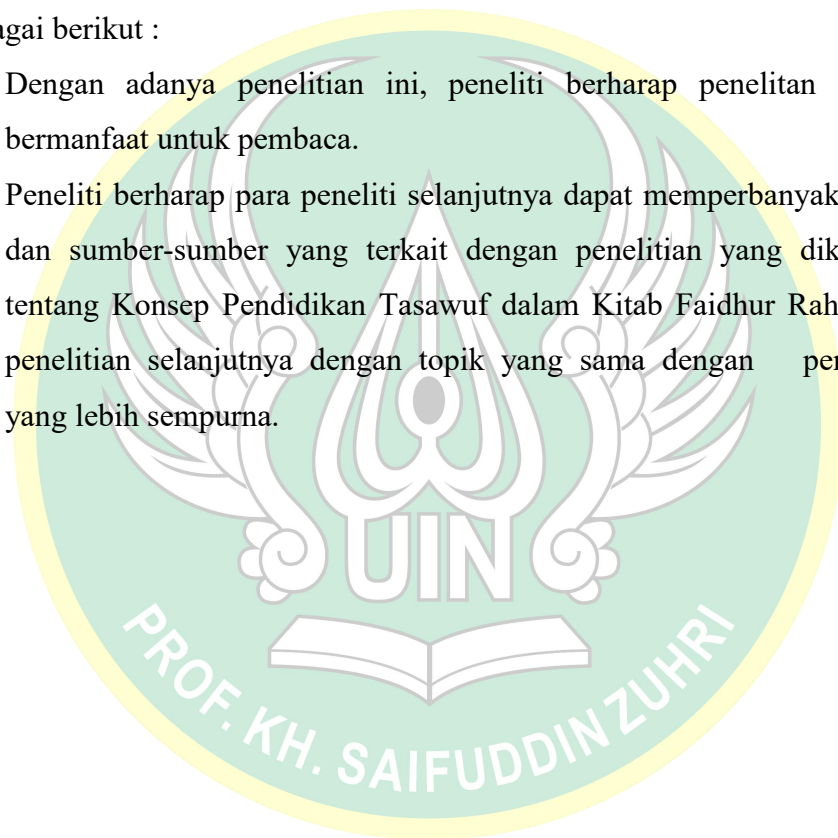 agai berikut :
Dengan adanya penelitian ini, peneliti berharap penelitan
bermanfaat untuk pembaca.
Peneliti berharap para peneliti selanjutnya dapat memperbanyak
dan sumber-sumber yang terkait dengan penelitian yang dik
tentang Konsep Pendidikan Tasawuf dalam Kitab Faidhur Rah
penelitian selanjutnya dengan topik yang sama dengan per
yang lebih sempurna.
UIN
PROF. KH. SAIFUDDIN ZUHRI